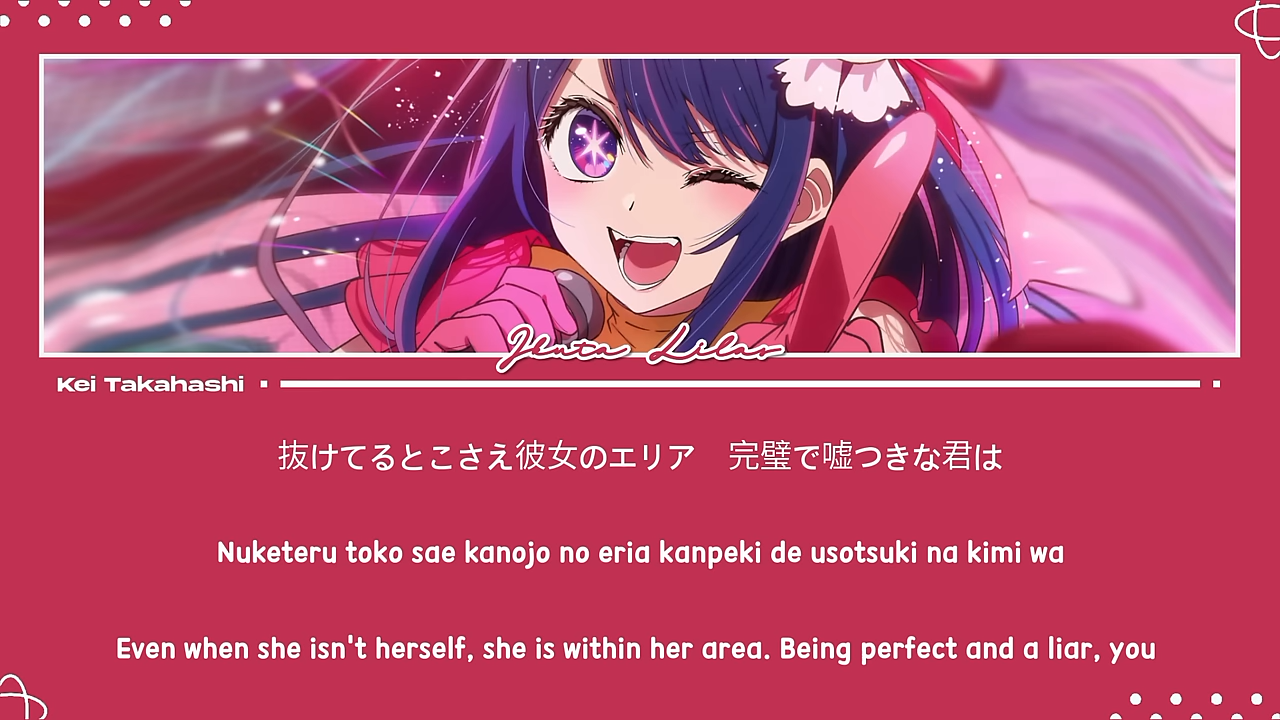 Jenta Lilas
Kei Takahashi
抜けてるとこさえ彼女のエリア　完璧で嘘つきな君は
Nuketeru toko sae kanojo no eria kanpeki de usotsuki na kimi wa
Even when she isn't herself, she is within her area. Being perfect and a liar, you